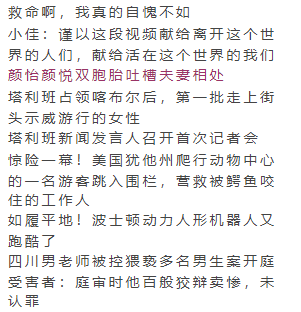 救命啊，我真的自愧不如
小佳：谨以这段视频献给离开这个世
界的人们，献给活在这个世界的我们
颜怡颜悦双胞胎吐槽夫妻相处
塔利班占领喀布尔后，第一批走上街
头示威游行的女性
塔利班新闻发言人召开首次记者会
惊险一幕！美国犹他州爬行动物中心
的一名游客跳入围栏，营救被鳄鱼咬
住的工作人
如履平地！波士顿动力人形机器人又
跑酷了
四川男老师被控猥亵多名男生案开庭
受害者：庭审时他百般狡辩卖惨，未
认罪